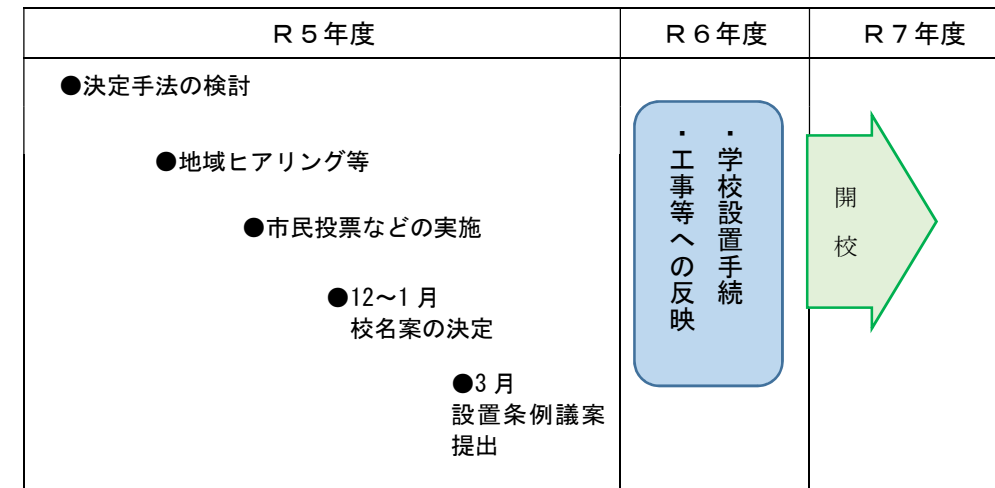 R5年度
R6年度
R7年度
●決定手法の検討
●地域ヒアリング等
●市民投票などの実施
●12~1月
校名案の決定
●3月
設置条例議案
提出
・学校設置手続
・工事等への反映
開
校